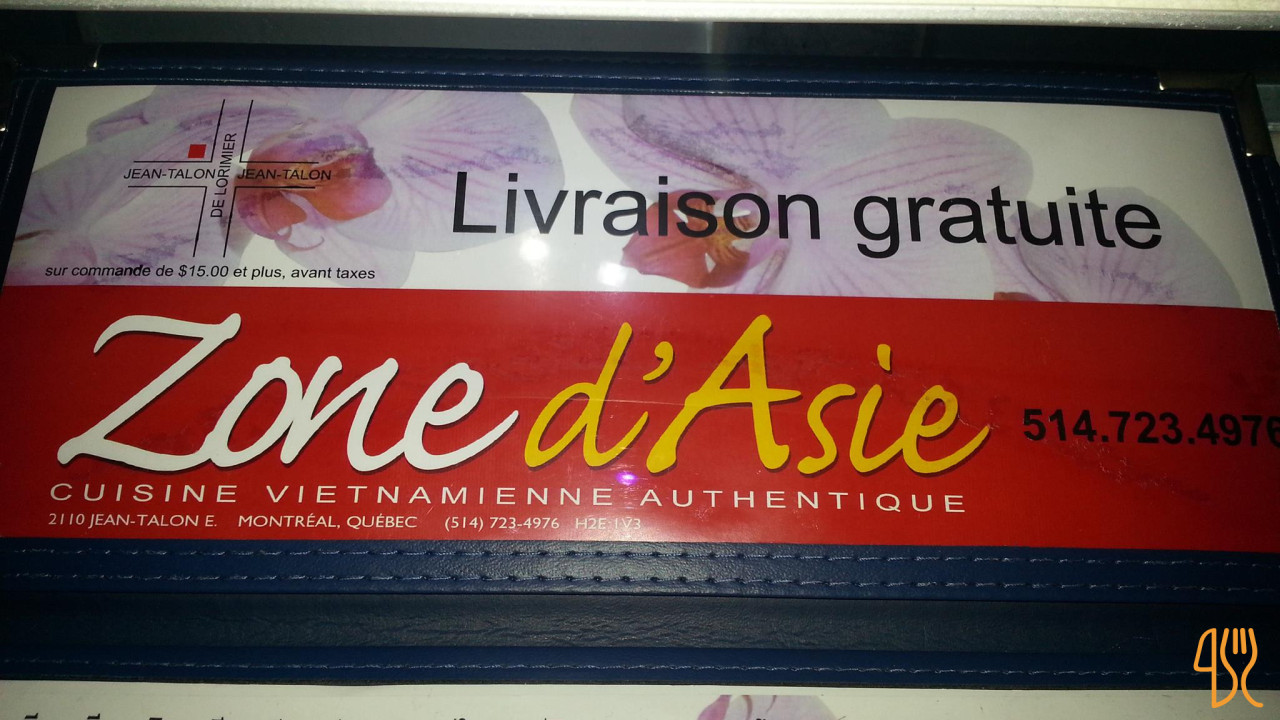 DE LORIMIER
JEAN-TALON JEAN-TALON
Livraison gratuite
sur commande de $15.00 et plus, avant taxes
Zone d'Asie
514.723.4976
CUISINE VIETNAMIENNE AUTHENTIQUE
2110 JEAN-TALON E. MONTRÉAL, QUÉBEC (514) 723-4976 H2E 1V3